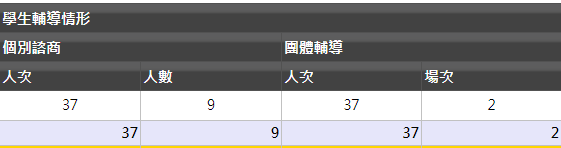 學生輔導情形
個別諮商 團體輔導
人次 人數 人次 場次
37 9 37 2
37 9 37 2